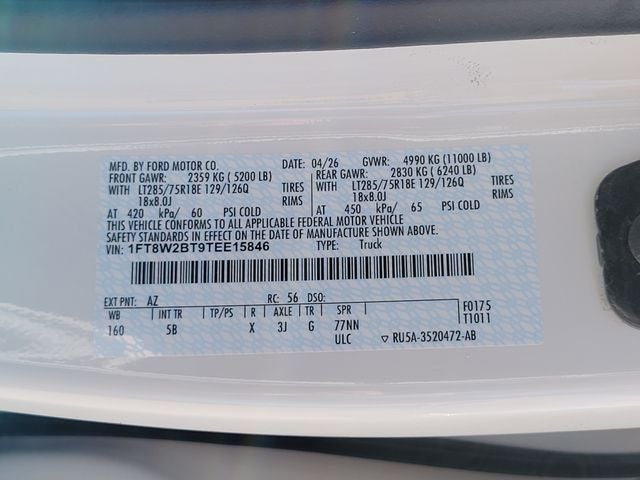 MFD. BY FORD MOTOR CO. DATE: 04/26 GVWR: 4990 KG (11000 LB)
FRONT GAWR: 2359 KG ( 5200 LB) REAR GAWR: 2830 KG ( 6240 LB)
WITH LT285/75R18E 129/126Q TIRES WITH LT285/75R18E 129/126Q TIRES
18x8.0J RIMS 18x8.0J RIMS
AT 420 kPa/ 60 PSI COLD AT 450 kPa/ 65 PSI COLD
THIS VEHICLE CONFORMS TO ALL APPLICABLE FEDERAL MOTOR VEHICLE
SAFETY STANDARDS IN EFFECT ON THE DATE OF MANUFACTURE SHOWN ABOVE.
VIN: 1FT8W2BT9TEE15846 TYPE: Truck
EXT PNT: AZ RC: 56 DSO: F0175
WB INT TR TP/PS R AXLE TR SPR T1011
160 5B X 3J G 77NN
ULC ▽ RU5A-3520472-AB